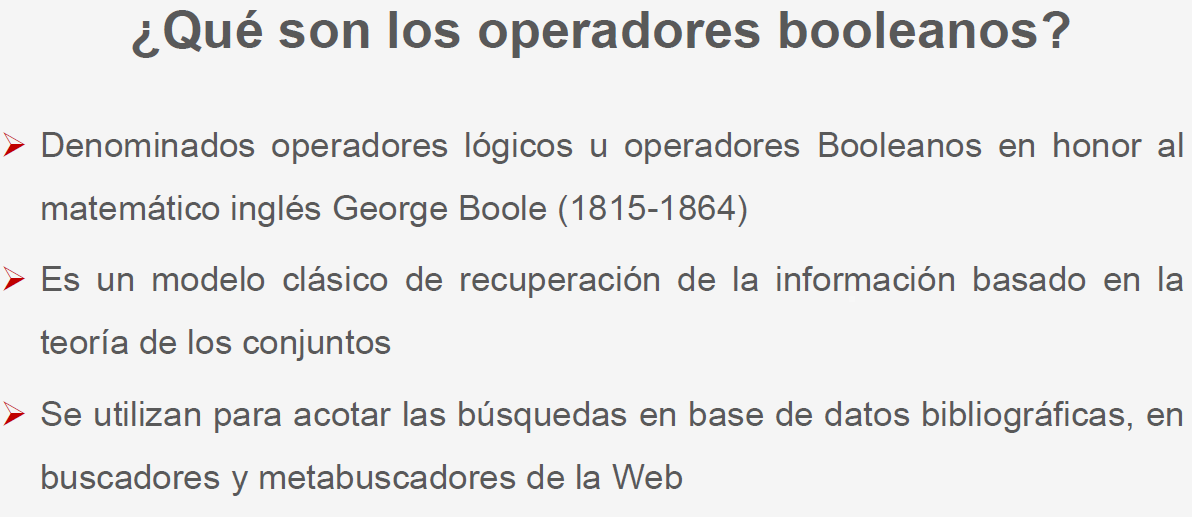 ¿Qué son los operadores booleanos?
Denominados operadores lógicos u operadores Booleanos en honor al
matemático inglés George Boole (1815-1864)
Es un modelo clásico de recuperación de la información basado en la
teoría de los conjuntos
Se utilizan para acotar las búsquedas en base de datos bibliográficas, en
buscadores y metabuscadores de la Web